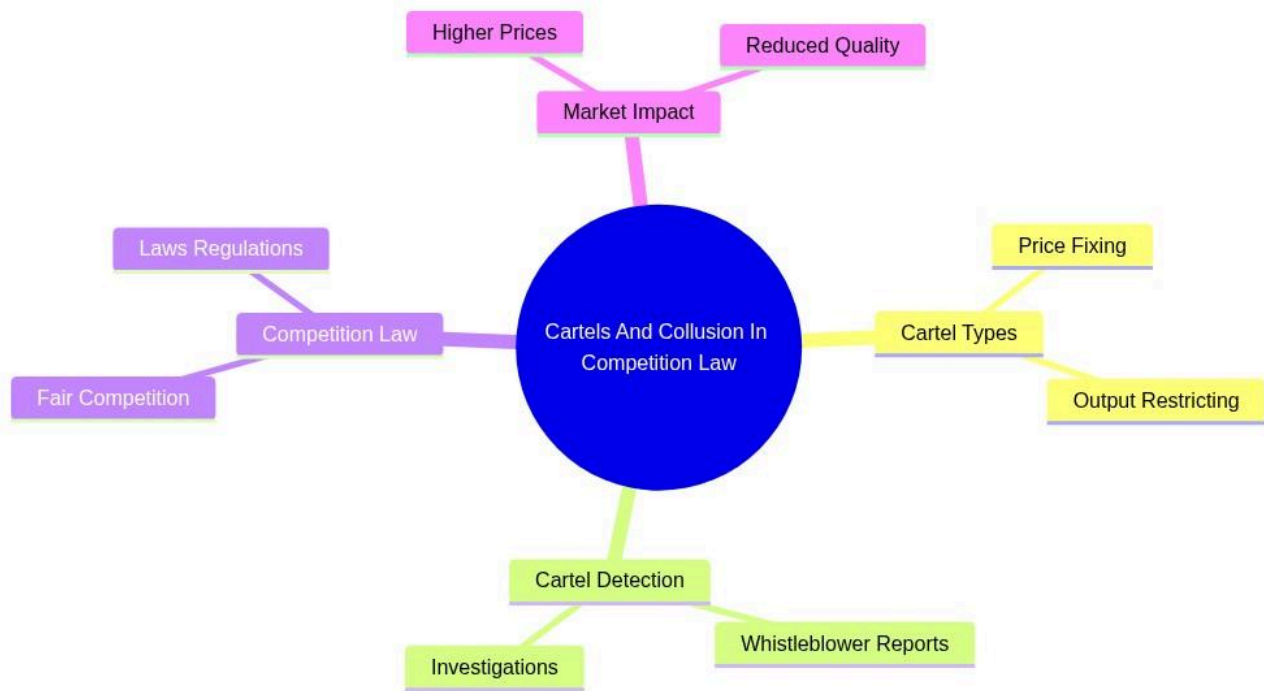 Higher Prices
Reduced Quality
Market Impact
Laws Regulations
Competition Law
Fair Competition
Cartels And Collusion In
Competition Law
Price Fixing
Cartel Types
Output Restricting
Cartel Detection
Investigations
Whistleblower Reports